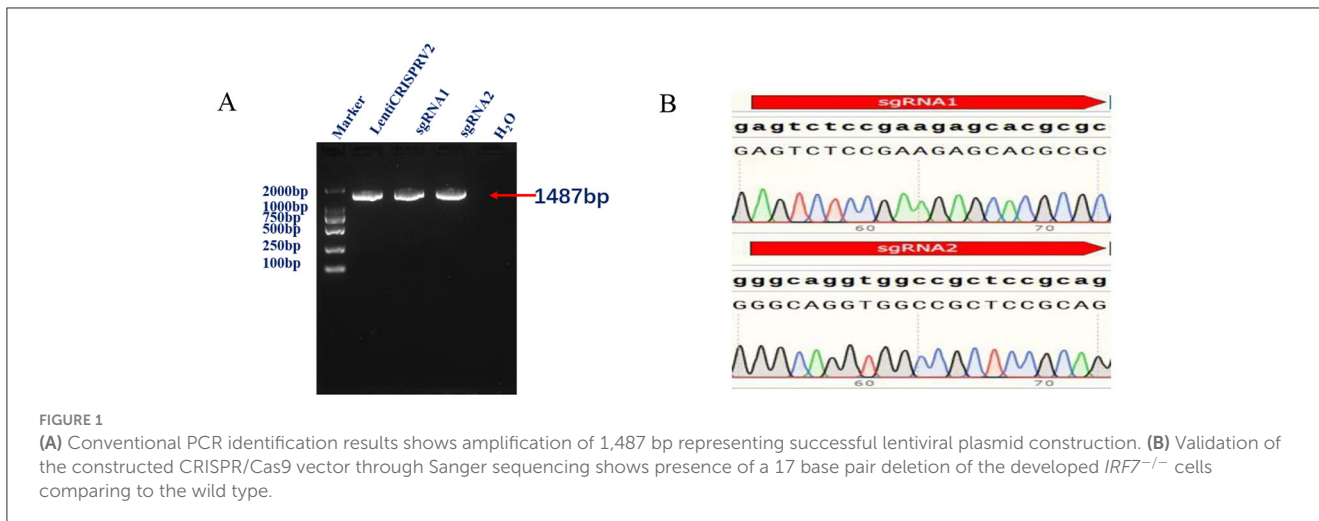 A
Marker
LentiCRISPRV2
sgRNA1
sgRNA2
H₂O
2000bp
1000bp
750bp
500bp
250bp
100bp
1487bp
B
sgRNA1
gagtctccgaagagcacgcgc
GAGTCTCCGAAGAGCACGCGC
60 70
sgRNA2
gggcaggtggccgctccgcag
GGGCAGGTGGCCGCTCCGCAG
60 70
FIGURE 1
(A) Conventional PCR identification results shows amplification of 1,487 bp representing successful lentiviral plasmid construction. (B) Validation of
the constructed CRISPR/Cas9 vector through Sanger sequencing shows presence of a 17 base pair deletion of the developed IRF7⁻/⁻ cells
comparing to the wild type.